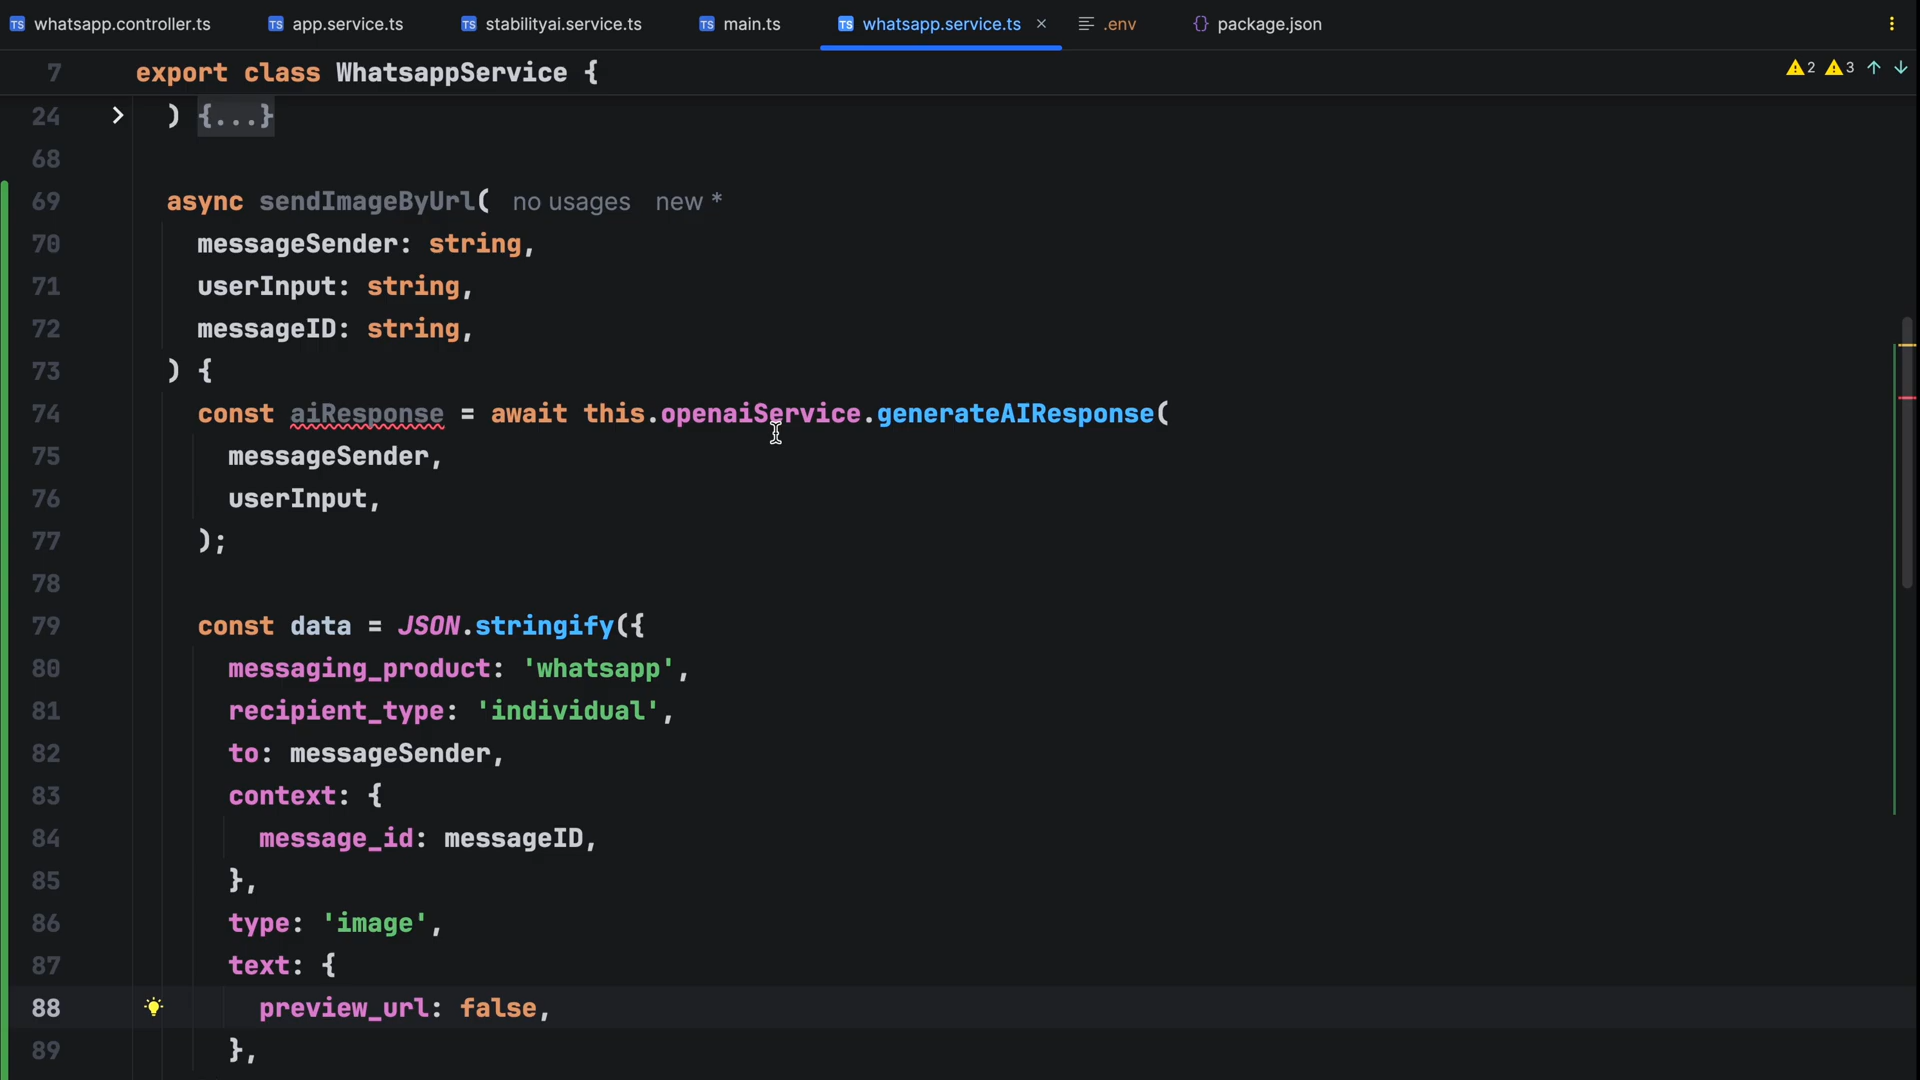 whatsapp.controller.ts app.service.ts stabilityai.service.ts main.ts whatsapp.service.ts × .env package.json
7 export class WhatsappService { 2 3
24 ) {...}
68
69 async sendImageByUrl( no usages new *
70 messageSender: string,
71 userInput: string,
72 messageID: string,
73 ) {
74 const aiResponse = await this.openaiService.generateAIResponse(
75 messageSender,
76 userInput,
77 );
78
79 const data = JSON.stringify({
80 messaging_product: 'whatsapp',
81 recipient_type: 'individual',
82 to: messageSender,
83 context: {
84 message_id: messageID,
85 },
86 type: 'image',
87 text: {
88 preview_url: false,
89 },